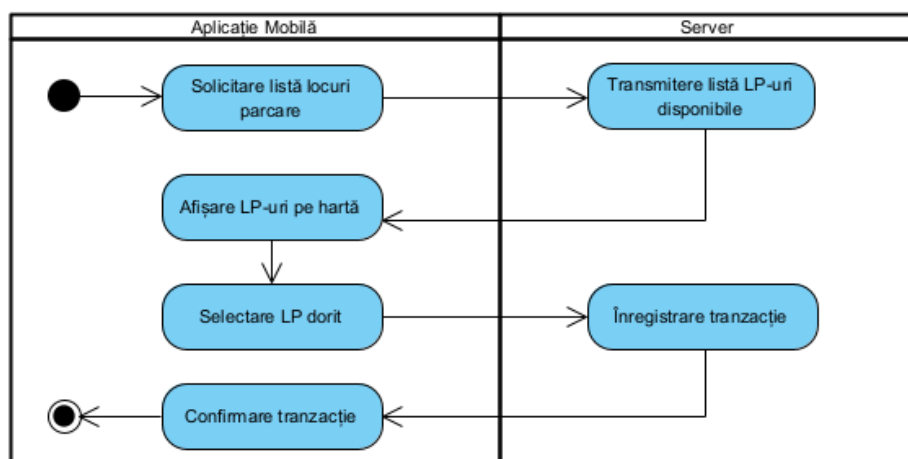 Aplicație Mobilă
Server
Solicitare listă locuri
parcare
Transmitere listă LP-uri
disponibile
Afișare LP-uri pe hartă
Selectare LP dorit
Înregistrare tranzacție
Confirmare tranzacție